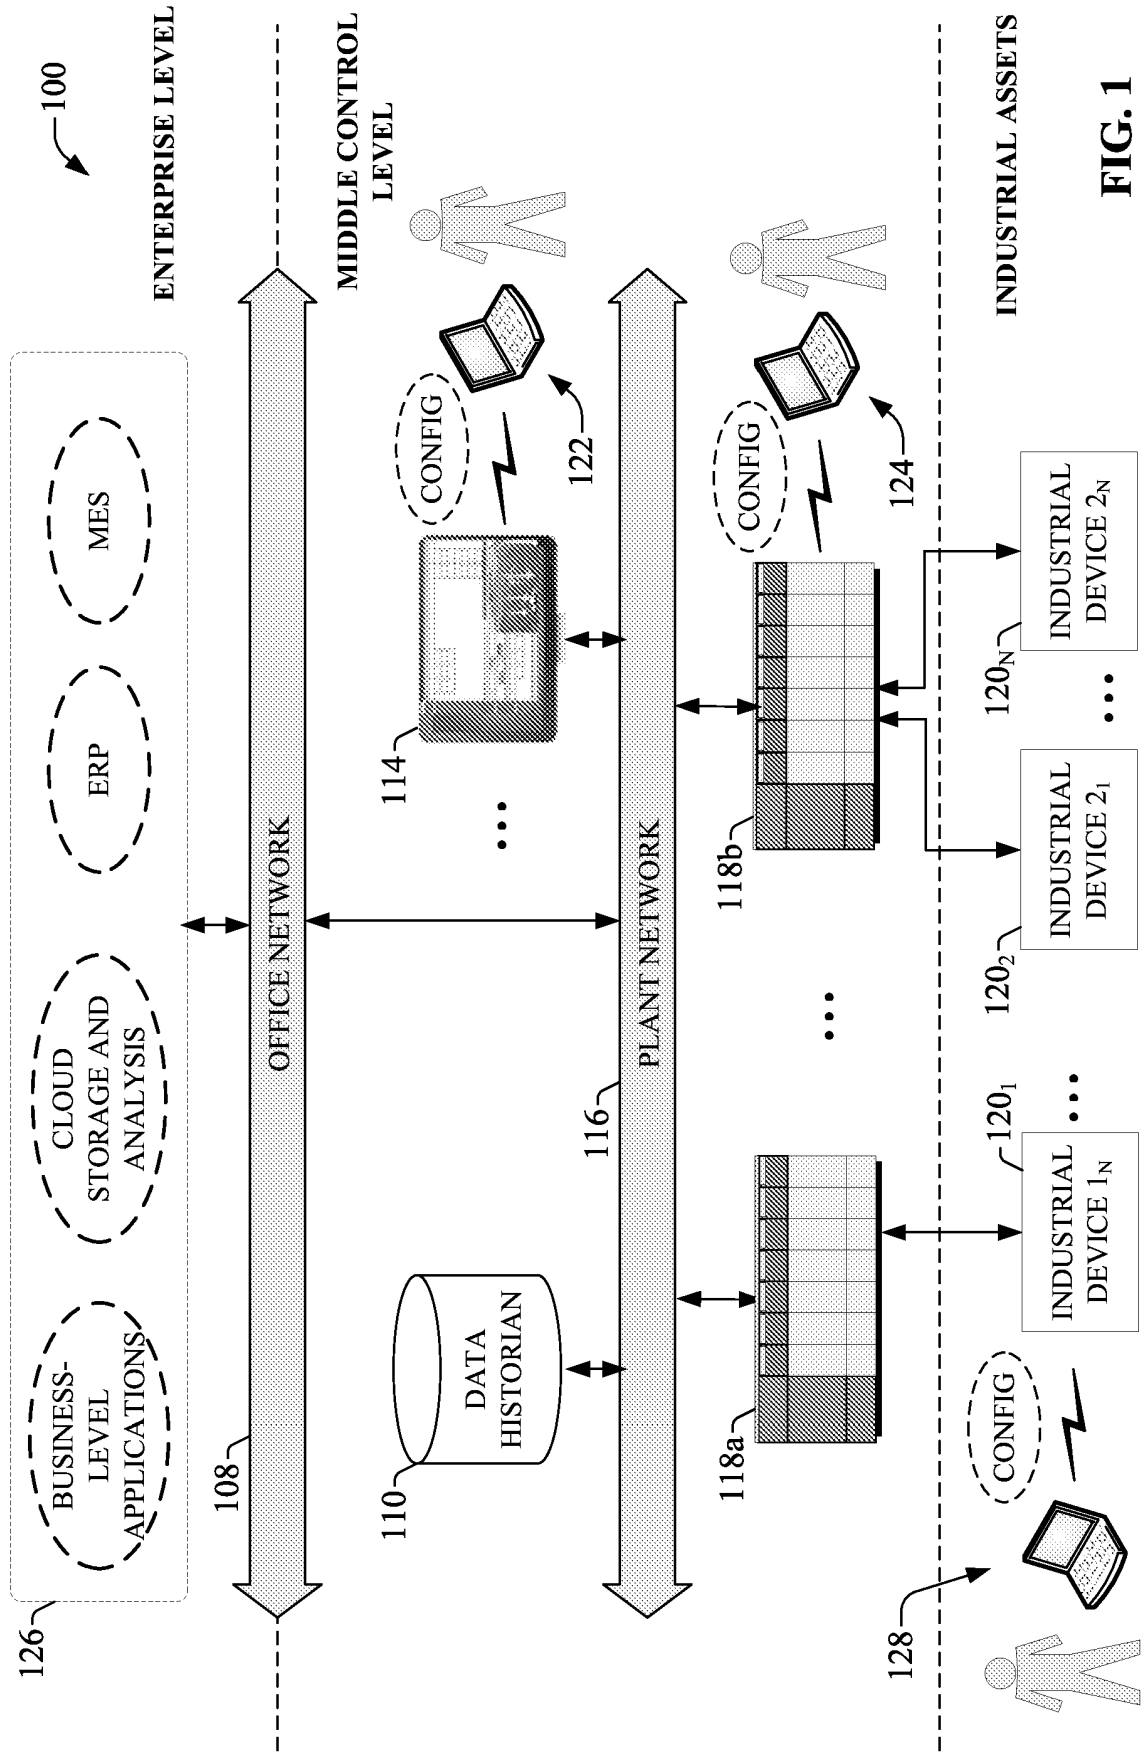 100
ENTERPRISE LEVEL
126
BUSINESS-
LEVEL
APPLICATIONS
CLOUD
STORAGE AND
ANALYSIS
ERP
MES
108
OFFICE NETWORK
MIDDLE CONTROL
LEVEL
110
DATA
HISTORIAN
114
CONFIG
122
116
PLANT NETWORK
118a
118b
CONFIG
124
INDUSTRIAL ASSETS
128
CONFIG
120₁
INDUSTRIAL
DEVICE 1N
120₂
INDUSTRIAL
DEVICE 2₁
120N
INDUSTRIAL
DEVICE 2N
FIG. 1